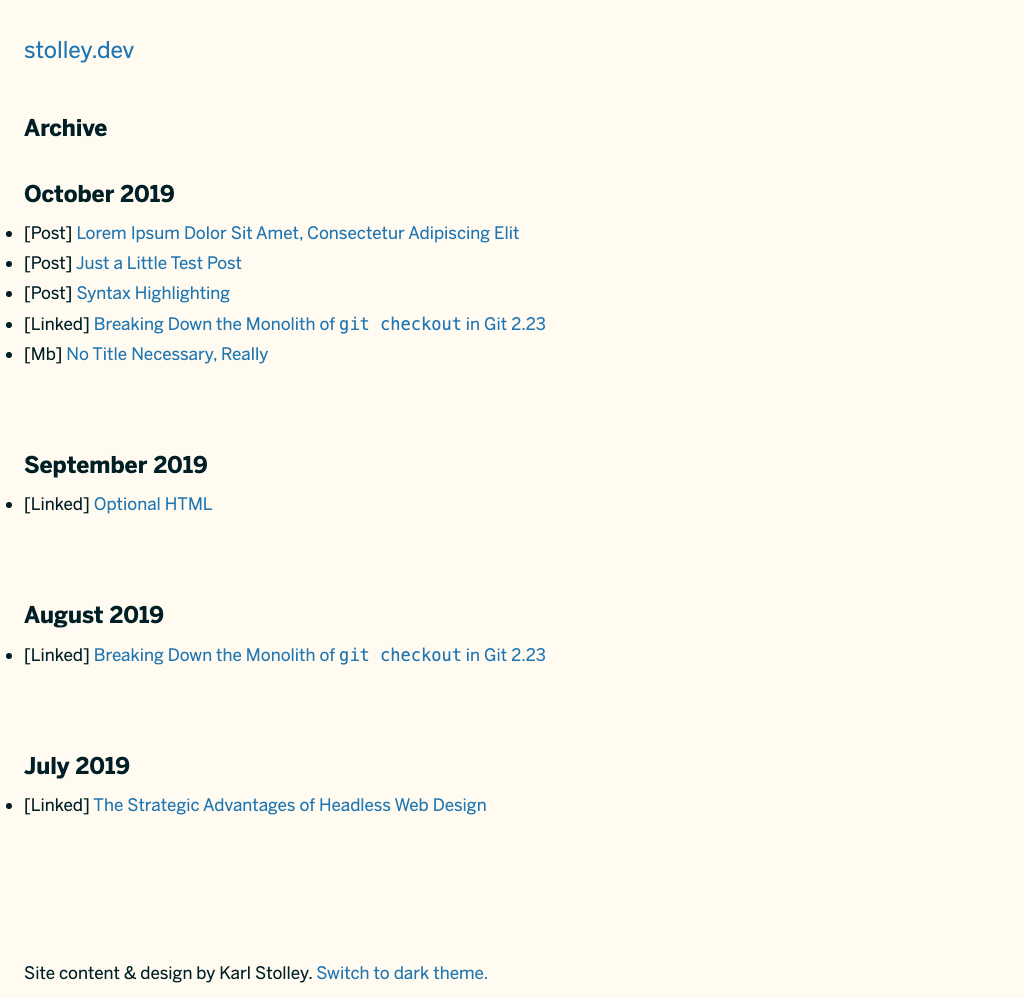 stolley.dev
Archive
October 2019
[Post] Lorem Ipsum Dolor Sit Amet, Consectetur Adipiscing Elit
[Post] Just a Little Test Post
[Post] Syntax Highlighting
[Linked] Breaking Down the Monolith of git checkout in Git 2.23
[Mb] No Title Necessary, Really
September 2019
[Linked] Optional HTML
August 2019
[Linked] Breaking Down the Monolith of git checkout in Git 2.23
July 2019
[Linked] The Strategic Advantages of Headless Web Design
Site content & design by Karl Stolley. Switch to dark theme.